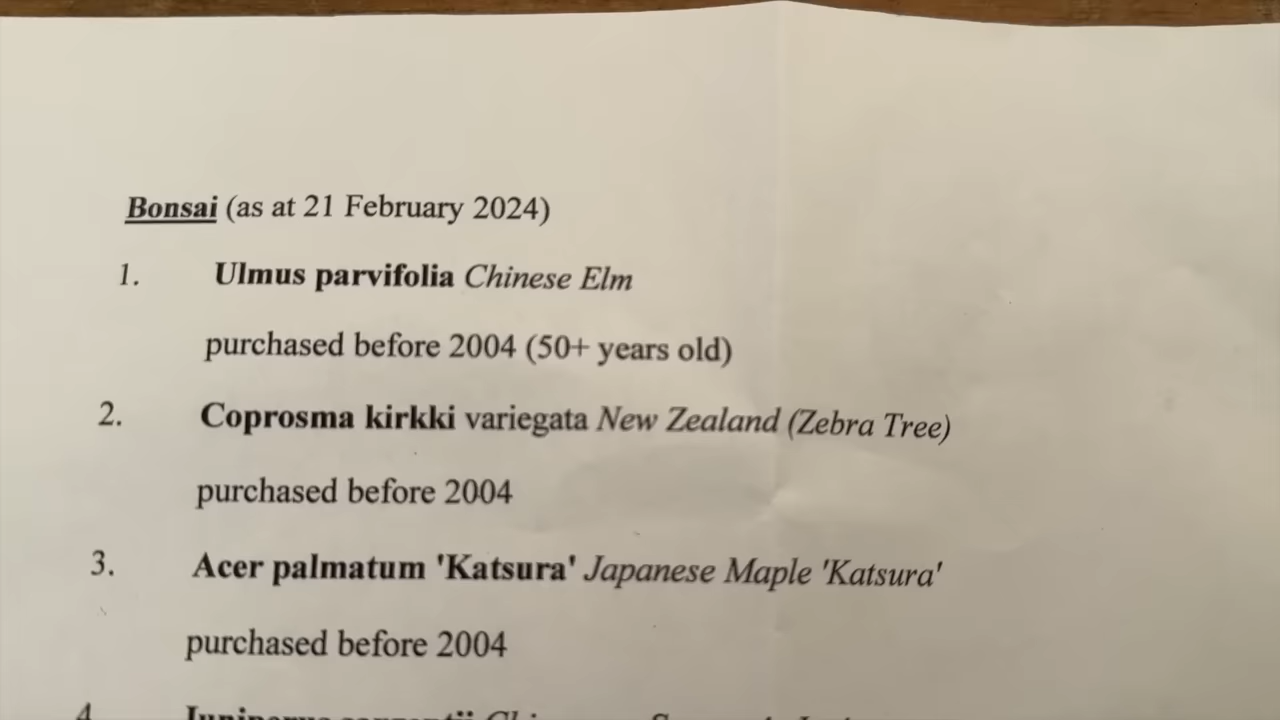 Bonsai (as at 21 February 2024)
1. Ulmus parvifolia Chinese Elm
purchased before 2004 (50+ years old)
2. Coprosma kirkki variegata New Zealand (Zebra Tree)
purchased before 2004
3. Acer palmatum 'Katsura' Japanese Maple 'Katsura'
purchased before 2004
4